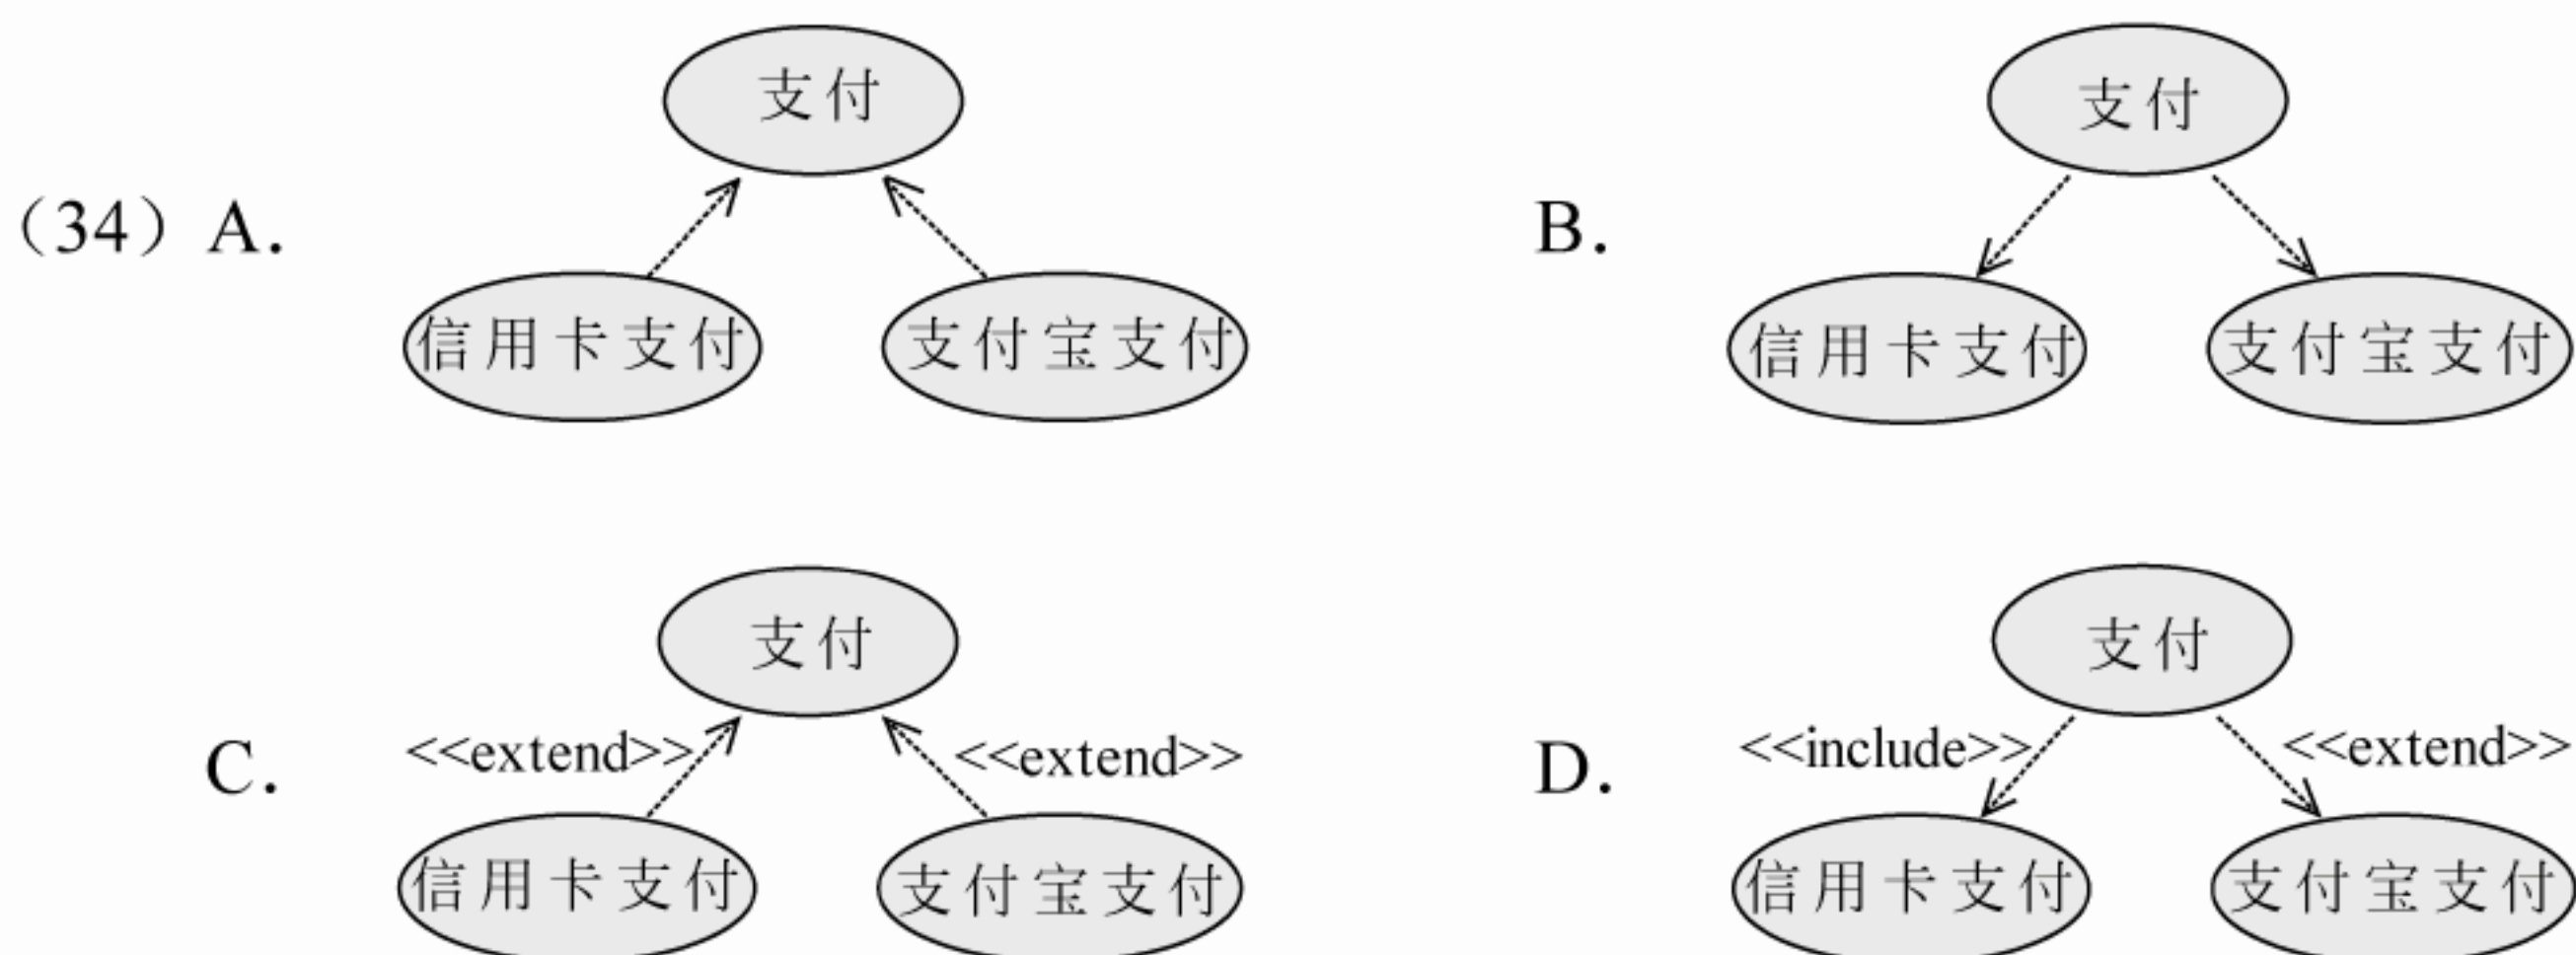 支付
支付
（34）A.
B.
信用卡支付
支付宝支付
信用卡支付
支付宝支付
支付
支付
C.
<<extend>>
<<extend>>
D.
<<include>>
<<extend>>
信用卡支付
支付宝支付
信用卡支付
支付宝支付